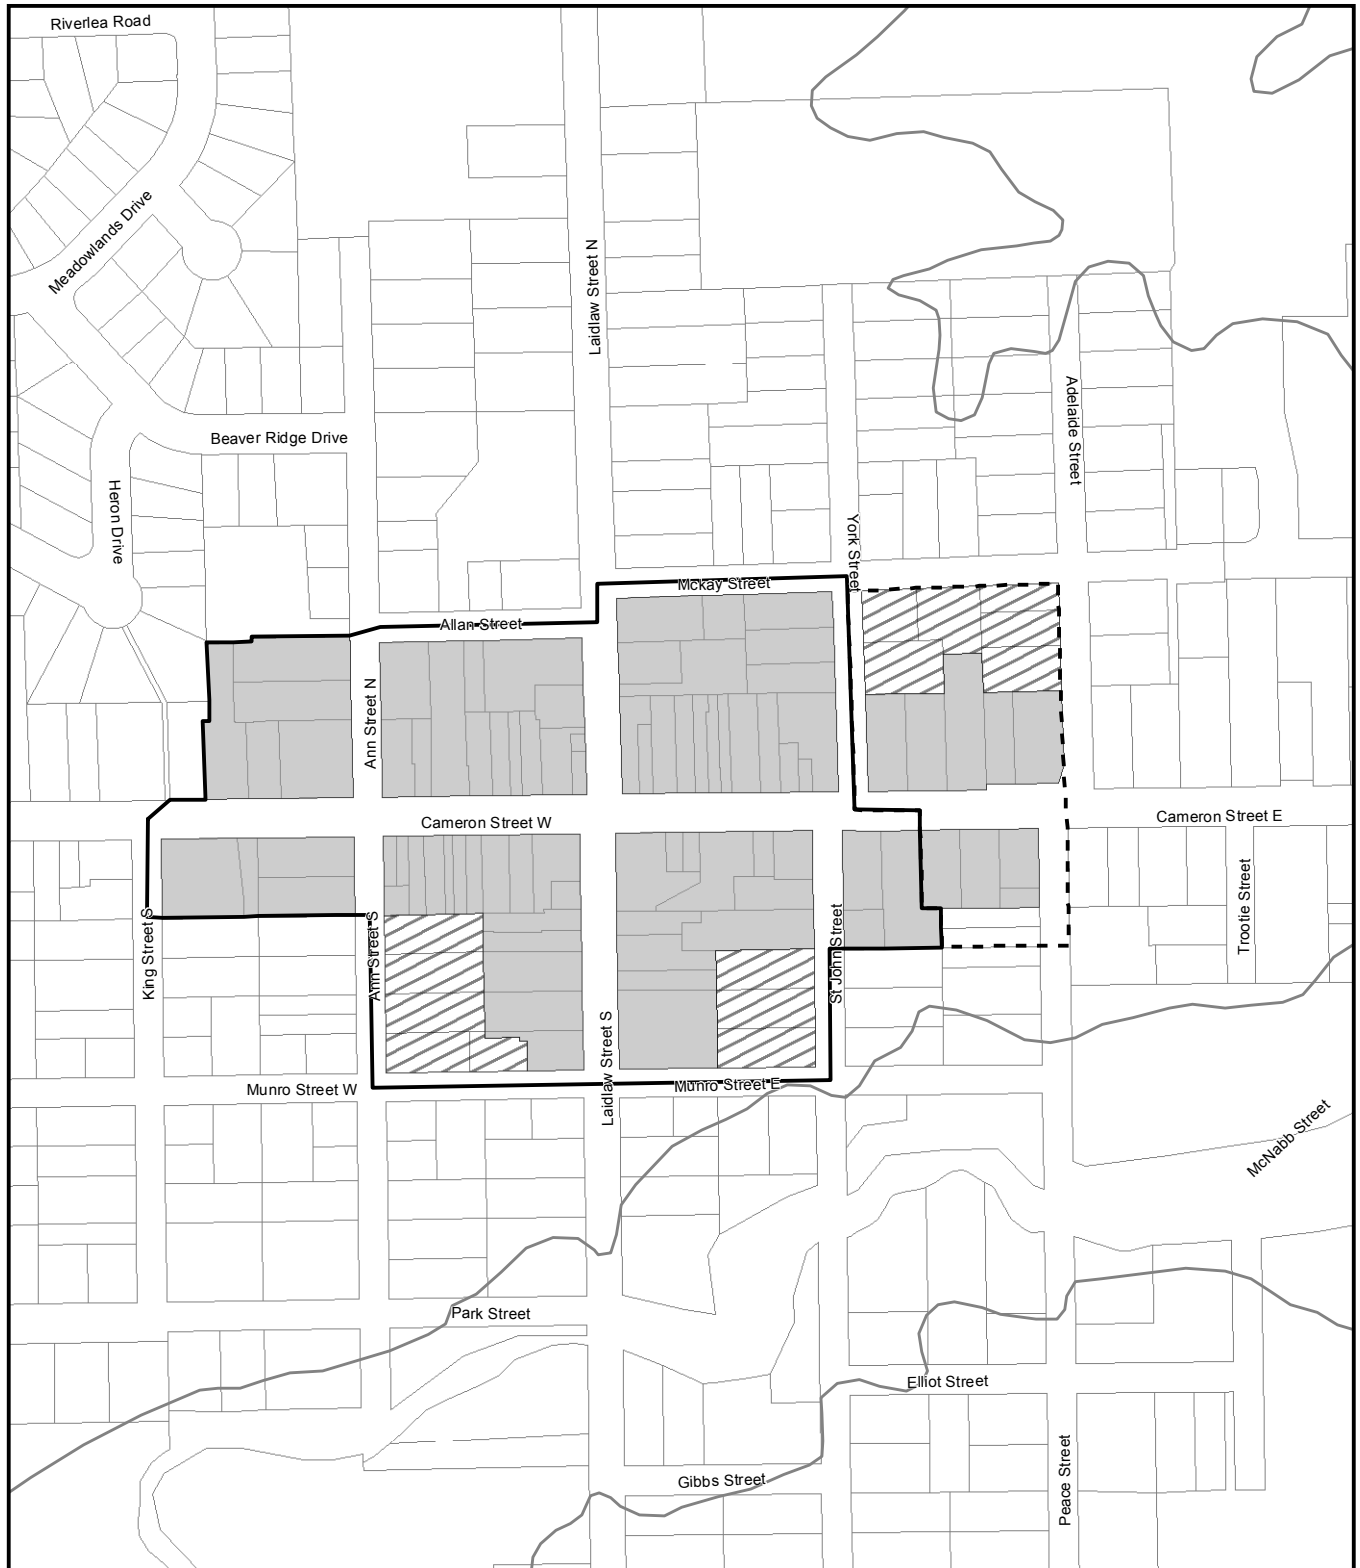 Riverlea Road
Meadowlands Drive
Laidlaw Street N
Adelaide Street
Beaver Ridge Drive
Heron Drive
York Street
Mckay Street
Allan Street
Ann Street N
Cameron Street W
Cameron Street E
Trootie Street
King Street S
Ann Street S
St John Street
Laidlaw Street S
Munro Street W
Munro Street E
McNabb Street
Park Street
Elliot Street
Gibbs Street
Peace Street